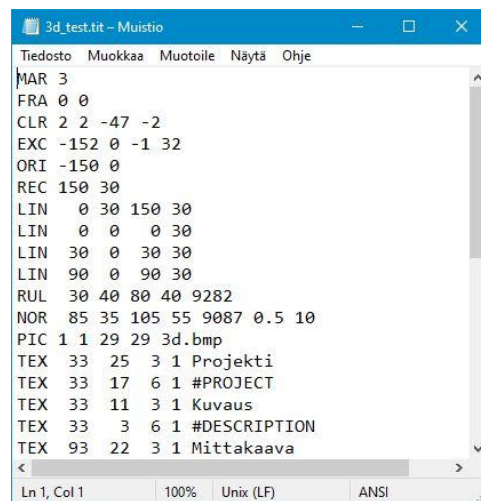 3d_test.tit – Muistio
Tiedosto Muokkaa Muotoile Näytä Ohje
MAR 3
FRA 0 0
CLR 2 2 -47 -2
EXC -152 0 -1 32
ORI -150 0
REC 150 30
LIN   0 30 150 30
LIN   0  0   0 30
LIN  30  0  30 30
LIN  90  0  90 30
RUL  30 40 80 40 9282
NOR  85 35 105 55 9087 0.5 10
PIC 1 1 29 29 3d.bmp
TEX  33  25  3 1 Projekti
TEX  33  17  6 1 #PROJECT
TEX  33  11  3 1 Kuvaus
TEX  33   3  6 1 #DESCRIPTION
TEX  93  22  3 1 Mittakaava
Ln 1, Col 1 100% Unix (LF) ANSI